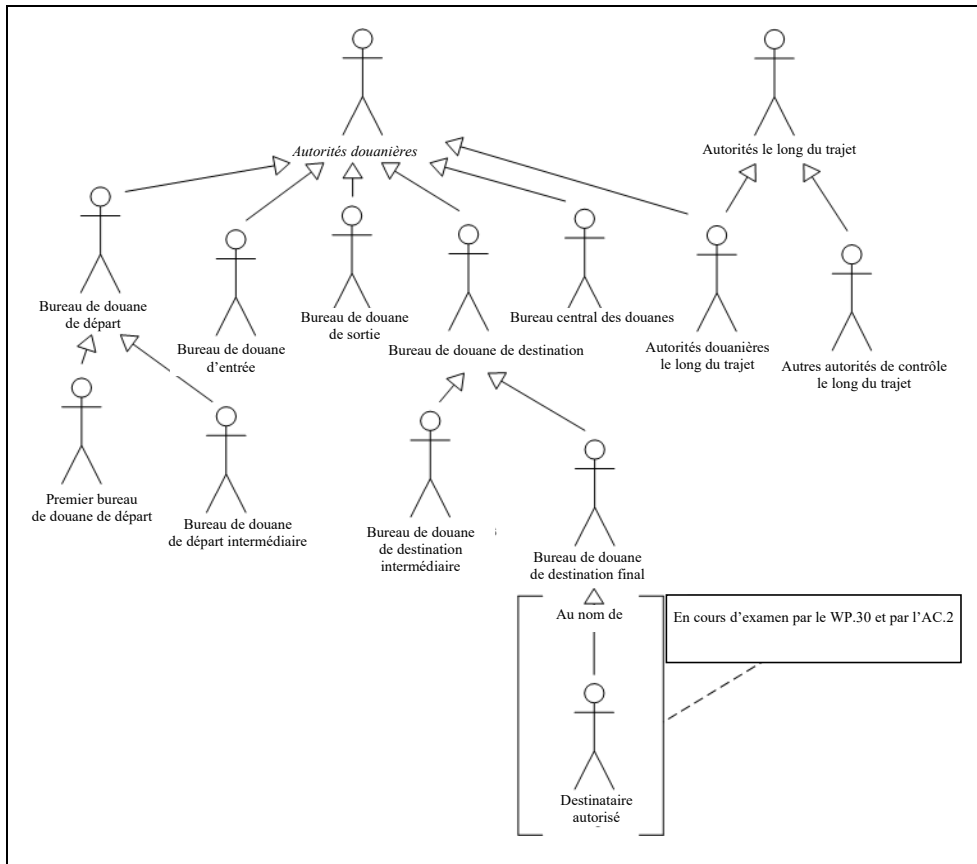 Autorités douanières
Autorités le long du trajet
Bureau de douane
de départ
Bureau de douane
d'entrée
Bureau de douane
de sortie
Bureau de douane de destination
Bureau central des douanes
Autorités douanières
le long du trajet
Autres autorités de contrôle
le long du trajet
Premier bureau
de douane de départ
Bureau de douane
de départ intermédiaire
Bureau de douane
de destination
intermédiaire
Bureau de douane
de destination final
Au nom de
En cours d'examen par le WP.30 et par l'AC.2
Destinataire
autorisé